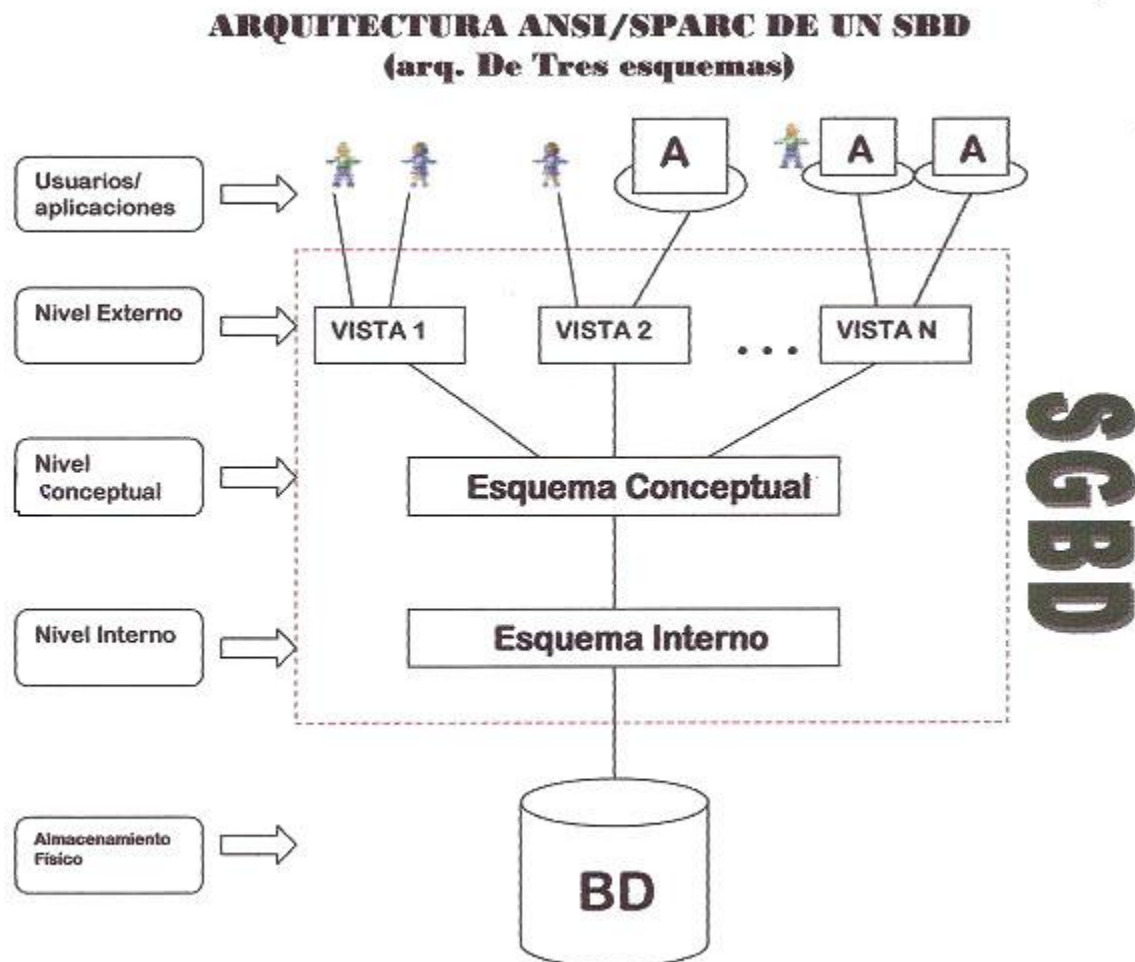 ARQUITECTURA ANSI/SPARC DE UN SBD
(arq. De Tres esquemas)
A
A
A
Usuarios/
aplicaciones
Nivel Externo
VISTA 1
VISTA 2
...
VISTA N
SGBD
Nivel
conceptual
Esquema Conceptual
Nivel Interno
Esquema Interno
Almacenamiento
Físico
BD